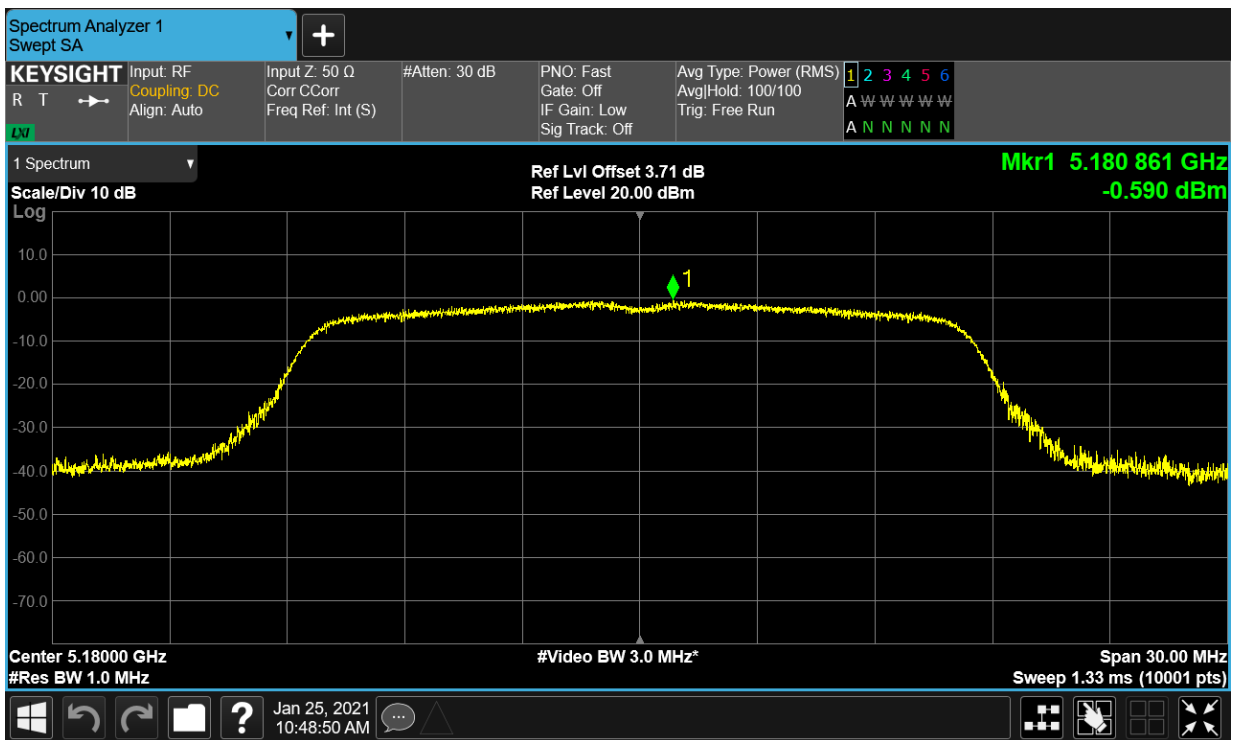 Spectrum Analyzer 1
Swept SA
+
KEYSIGHT
R T
LXI
Input: RF
Coupling: DC
Align: Auto
Input Z: 50 Ω
Corr CCorr
Freq Ref: Int (S)
#Atten: 30 dB
PNO: Fast
Gate: Off
IF Gain: Low
Sig Track: Off
Avg Type: Power (RMS)
Avg|Hold: 100/100
Trig: Free Run
1 2 3 4 5 6
A W W W W W
A N N N N N
1 Spectrum
Scale/Div 10 dB
Log
Ref Lvl Offset 3.71 dB
Ref Level 20.00 dBm
Mkr1 5.180 861 GHz
-0.590 dBm
10.0
0.00
-10.0
-20.0
-30.0
-40.0
-50.0
-60.0
-70.0
1
Center 5.18000 GHz
#Res BW 1.0 MHz
#Video BW 3.0 MHz*
Span 30.00 MHz
Sweep 1.33 ms (10001 pts)
?
Jan 25, 2021
10:48:50 AM